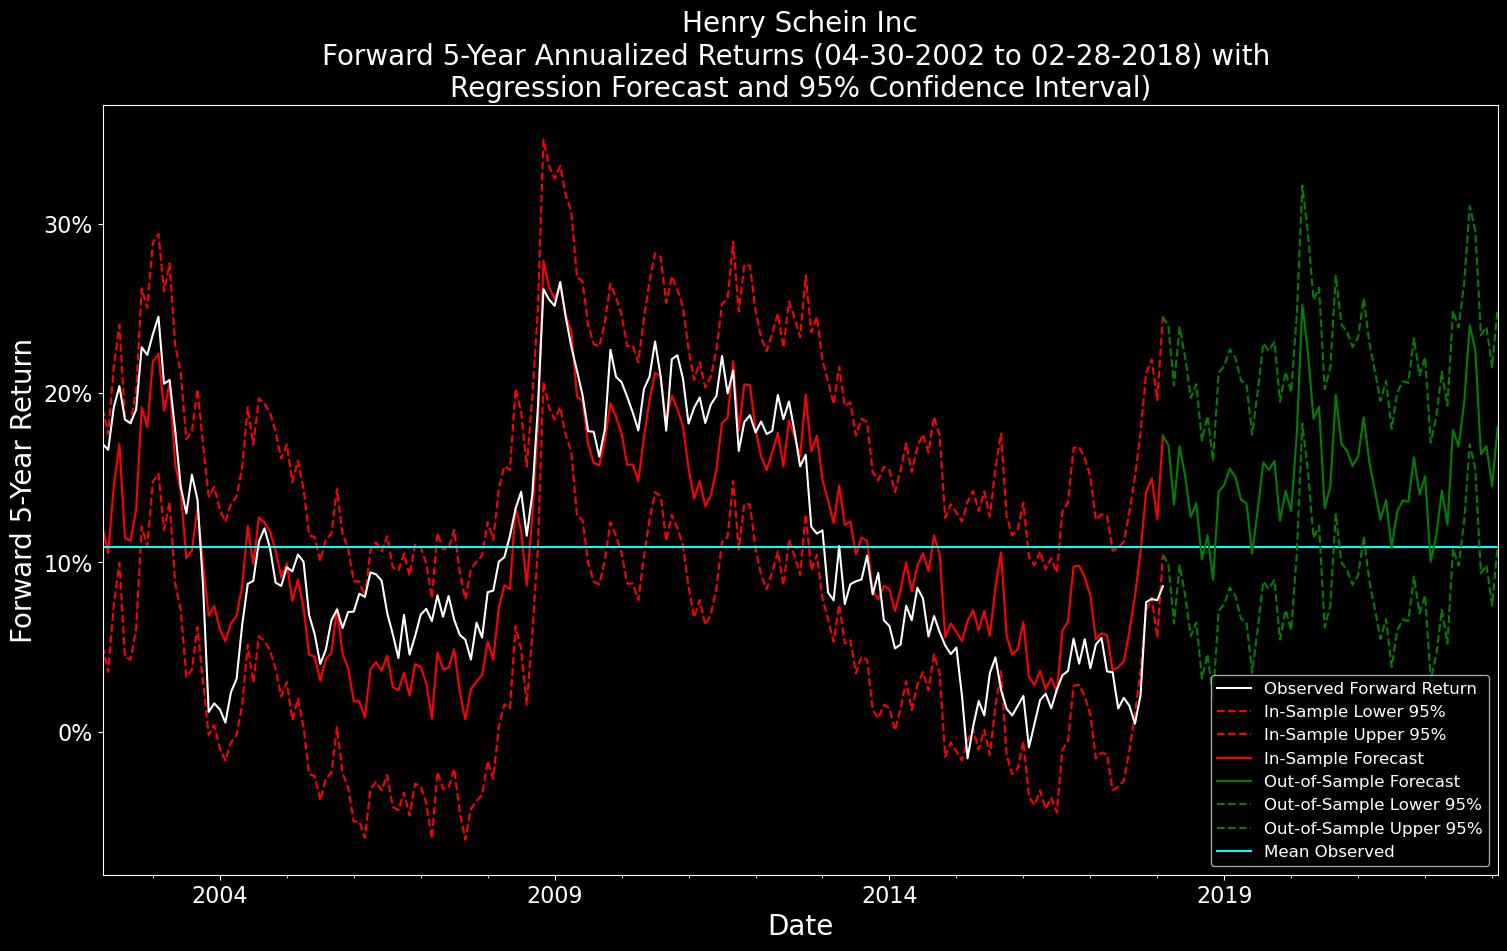 Henry Schein Inc
Forward 5-Year Annualized Returns (04-30-2002 to 02-28-2018) with
Regression Forecast and 95% Confidence Interval)
Forward 5-Year Return
30%
20%
10%
0%
Observed Forward Return
In-Sample Lower 95%
In-Sample Upper 95%
In-Sample Forecast
Out-of-Sample Forecast
Out-of-Sample Lower 95%
Out-of-Sample Upper 95%
Mean Observed
2004 2009 2014 2019
Date